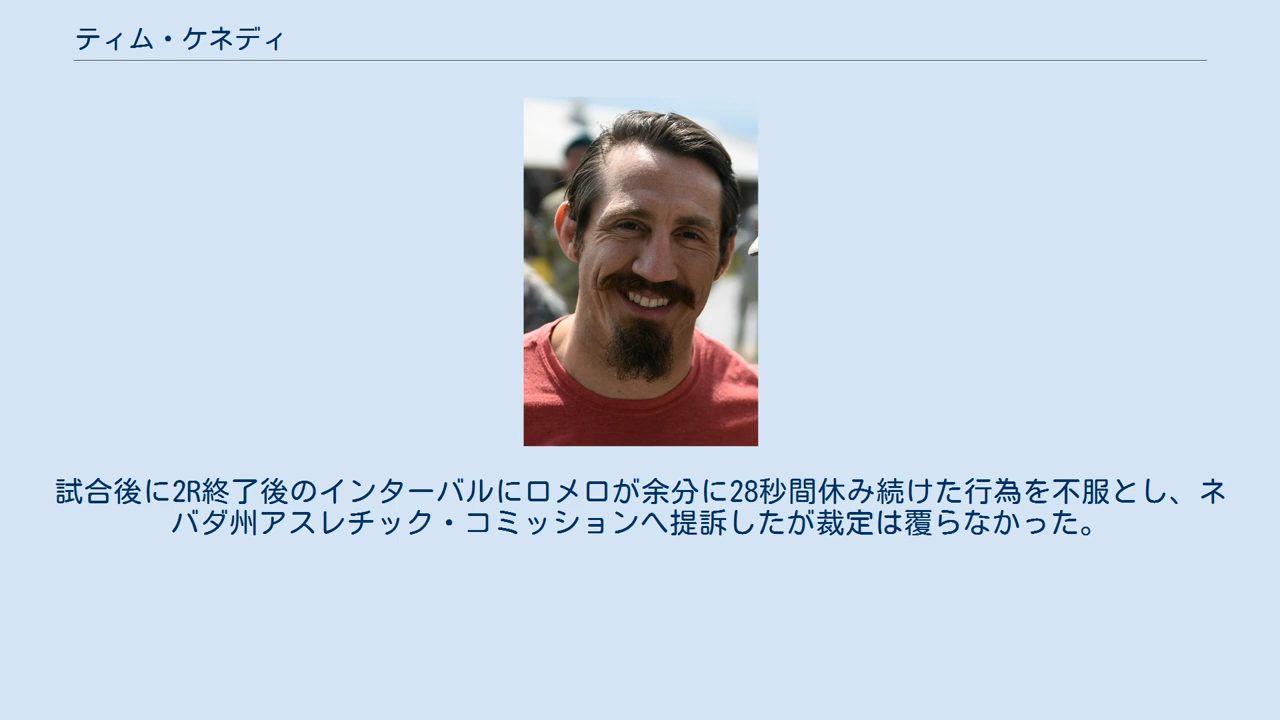 ティム・ケネディ
試合後に2R終了後のインターバルにロメロが余分に28秒間休み続けた行為を不服とし、ネ
バダ州アスレチック・コミッションへ提訴したが裁定は覆らなかった。